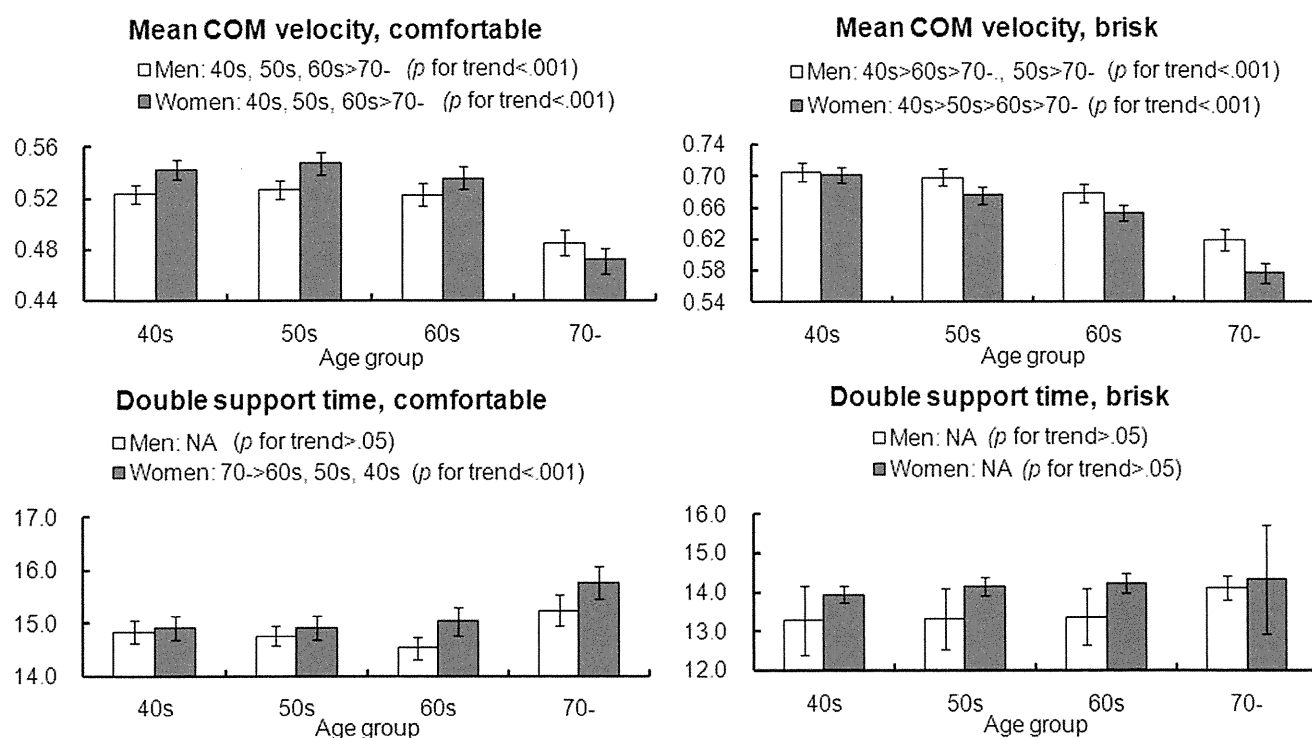 Mean COM velocity, comfortable
Men: 40s, 50s, 60s>70- (p for trend<.001)
Women: 40s, 50s, 60s>70- (p for trend<.001)
0.56
0.52
0.48
0.44
40s 50s 60s 70-
Age group
Mean COM velocity, brisk
Men: 40s>60s>70-., 50s>70- (p for trend<.001)
Women: 40s>50s>60s>70- (p for trend<.001)
0.74
0.70
0.66
0.62
0.58
0.54
40s 50s 60s 70-
Age group
Double support time, comfortable
Men: NA (p for trend>.05)
Women: 70->60s, 50s, 40s (p for trend<.001)
17.0
16.0
15.0
14.0
40s 50s 60s 70-
Age group
Double support time, brisk
Men: NA (p for trend>.05)
Women: NA (p for trend>.05)
16.0
15.0
14.0
13.0
12.0
40s 50s 60s 70-
Age group